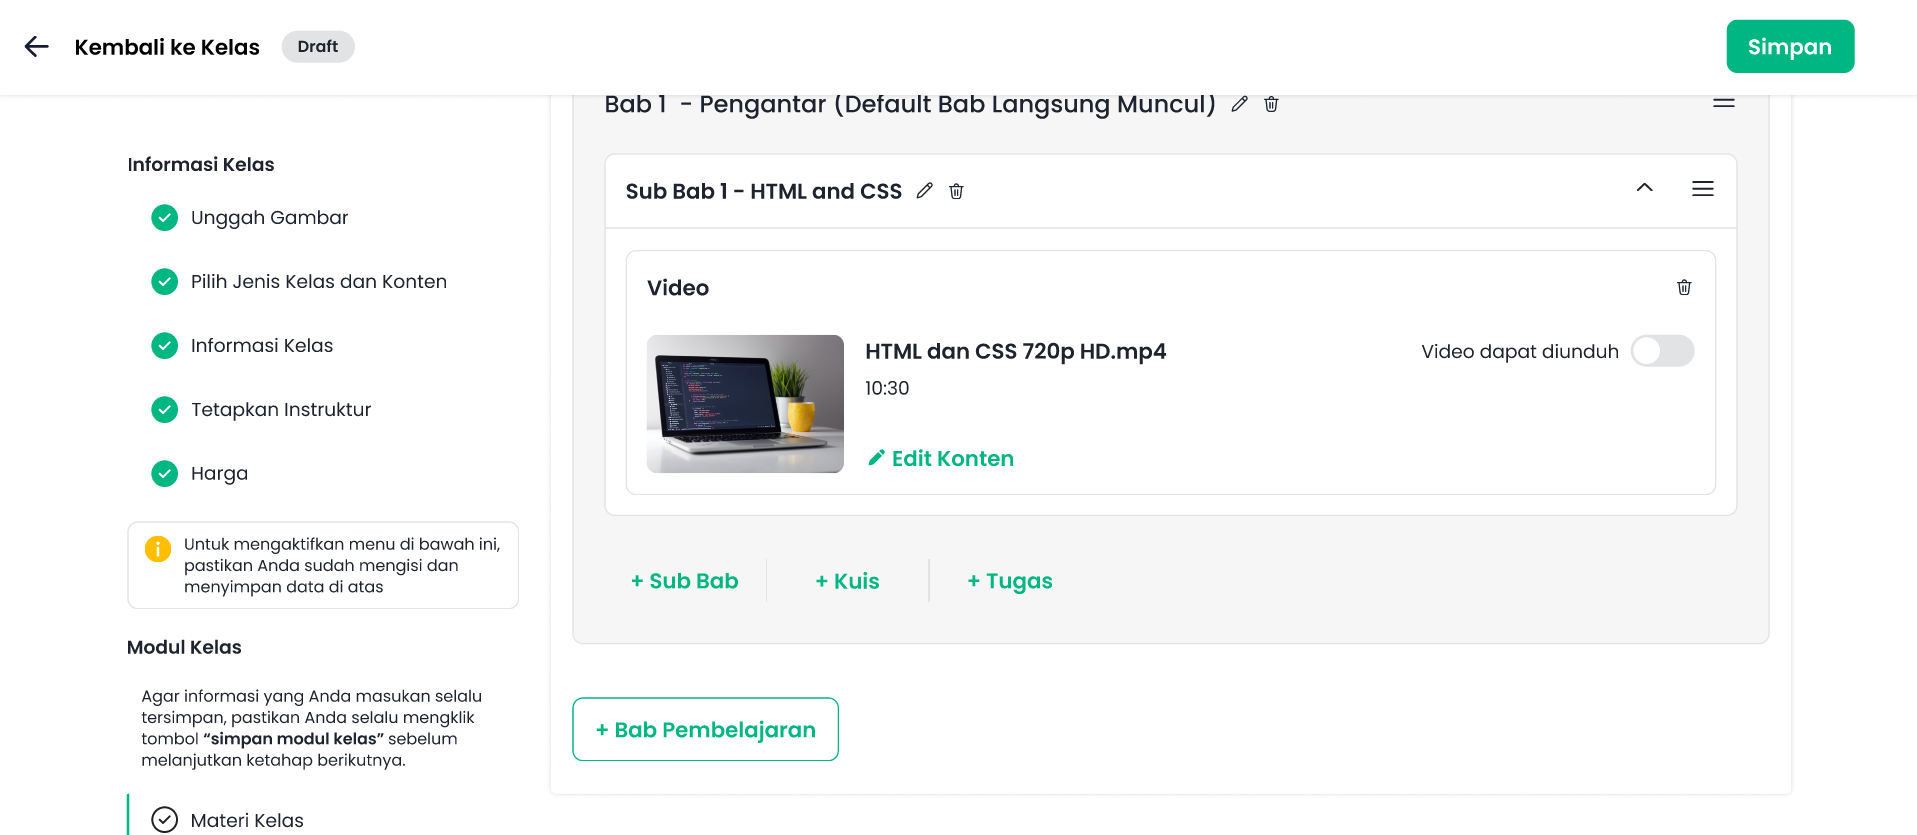 Kembali ke Kelas
Draft
Simpan
Informasi Kelas
Unggah Gambar
Pilih Jenis Kelas dan Konten
Informasi Kelas
Tetapkan Instruktur
Harga
Untuk mengaktifkan menu di bawah ini,
pastikan Anda sudah mengisi dan
menyimpan data di atas
Modul Kelas
Agar informasi yang Anda masukan selalu
tersimpan, pastikan Anda selalu mengklik
tombol “simpan modul kelas” sebelum
melanjutkan ketahap berikutnya.
Materi Kelas
Bab 1 - Pengantar (Default Bab Langsung Muncul)
Sub Bab 1 - HTML and CSS
Video
HTML dan CSS 720p HD.mp4
10:30
Video dapat diunduh
Edit Konten
+ Sub Bab
+ Kuis
+ Tugas
+ Bab Pembelajaran